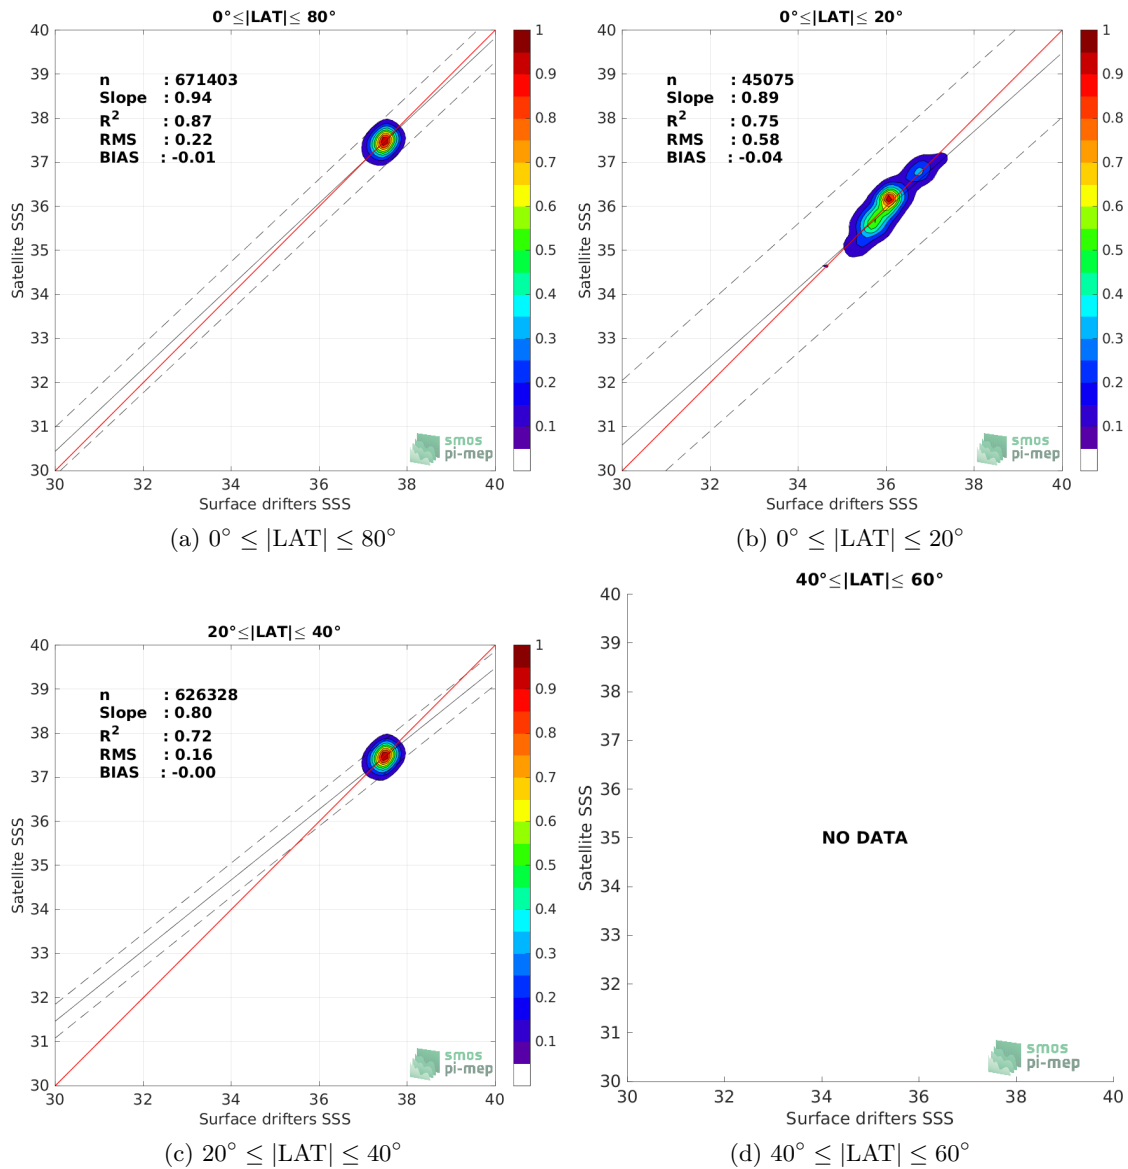 0°≤|LAT|≤ 80°
40
39
38
37
36
35
34
33
32
31
30
30
32
34
36
38
40
Satellite SSS
Surface drifters SSS
n : 671403
Slope : 0.94
R² : 0.87
RMS : 0.22
BIAS : -0.01
1
0.9
0.8
0.7
0.6
0.5
0.4
0.3
0.2
0.1
smos
pi-mep
(a) 0° ≤ |LAT| ≤ 80°
0°≤|LAT|≤ 20°
40
39
38
37
36
35
34
33
32
31
30
30
32
34
36
38
40
Satellite SSS
Surface drifters SSS
n : 45075
Slope : 0.89
R² : 0.75
RMS : 0.58
BIAS : -0.04
1
0.9
0.8
0.7
0.6
0.5
0.4
0.3
0.2
0.1
smos
pi-mep
(b) 0° ≤ |LAT| ≤ 20°
20°≤|LAT|≤ 40°
40
39
38
37
36
35
34
33
32
31
30
30
32
34
36
38
40
Satellite SSS
Surface drifters SSS
n : 626328
Slope : 0.80
R² : 0.72
RMS : 0.16
BIAS : -0.00
1
0.9
0.8
0.7
0.6
0.5
0.4
0.3
0.2
0.1
smos
pi-mep
(c) 20° ≤ |LAT| ≤ 40°
40°≤|LAT|≤ 60°
40
39
38
37
36
35
34
33
32
31
30
30
32
34
36
38
40
Satellite SSS
Surface drifters SSS
NO DATA
smos
pi-mep
(d) 40° ≤ |LAT| ≤ 60°